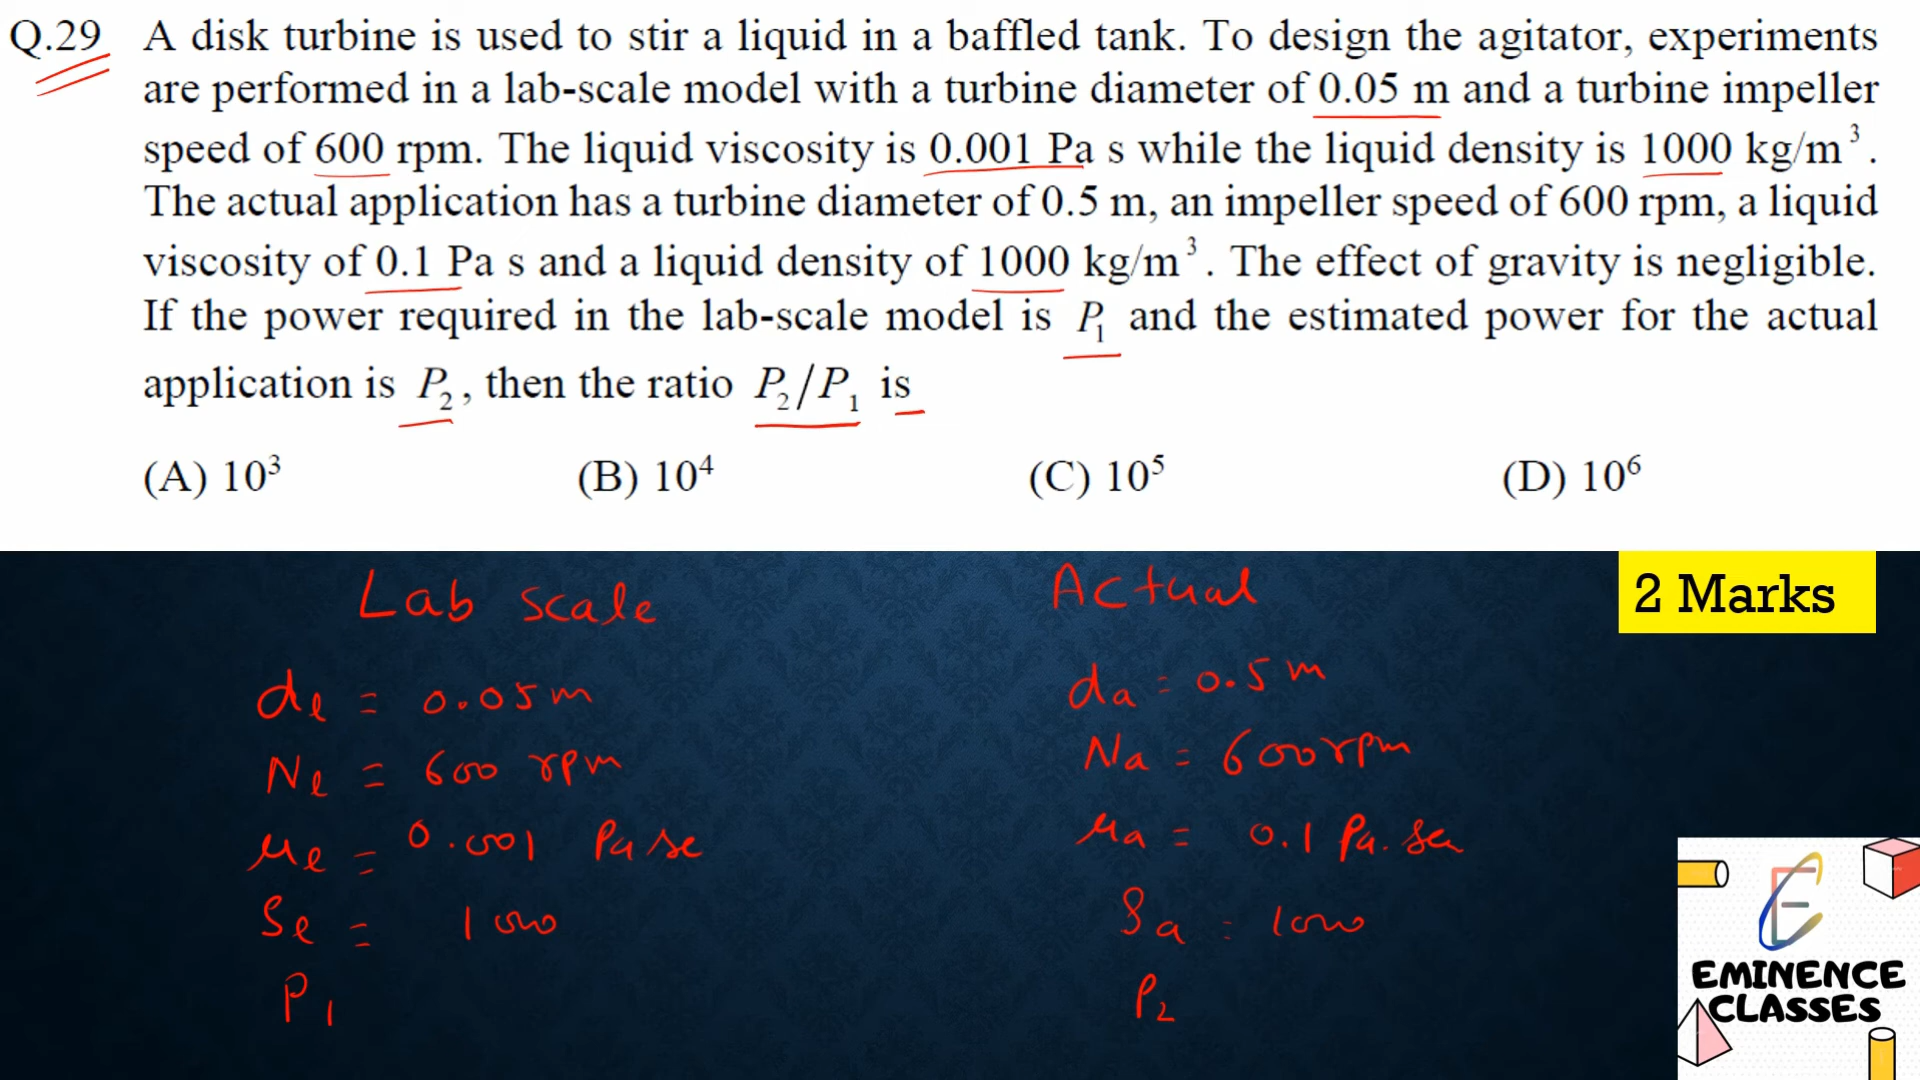 Q.29 A disk turbine is used to stir a liquid in a baffled tank. To design the agitator, experiments
are performed in a lab-scale model with a turbine diameter of 0.05 m and a turbine impeller
speed of 600 rpm. The liquid viscosity is 0.001 Pa s while the liquid density is 1000 kg/m³.
The actual application has a turbine diameter of 0.5 m, an impeller speed of 600 rpm, a liquid
viscosity of 0.1 Pa s and a liquid density of 1000 kg/m³. The effect of gravity is negligible.
If the power required in the lab-scale model is P₁ and the estimated power for the actual
application is P₂, then the ratio P₂/P₁ is
(A) 10³ (B) 10⁴ (C) 10⁵ (D) 10⁶
Lab scale Actual
2 Marks
dₗ = 0.05 m da = 0.5 m
Nₗ = 600 rpm Na = 600 rpm
μₗ = 0.001 Pa se μa = 0.1 Pa. Se
ρₗ = 1000 ρa = 1000
P₁ P₂
EMINENCE
CLASSES